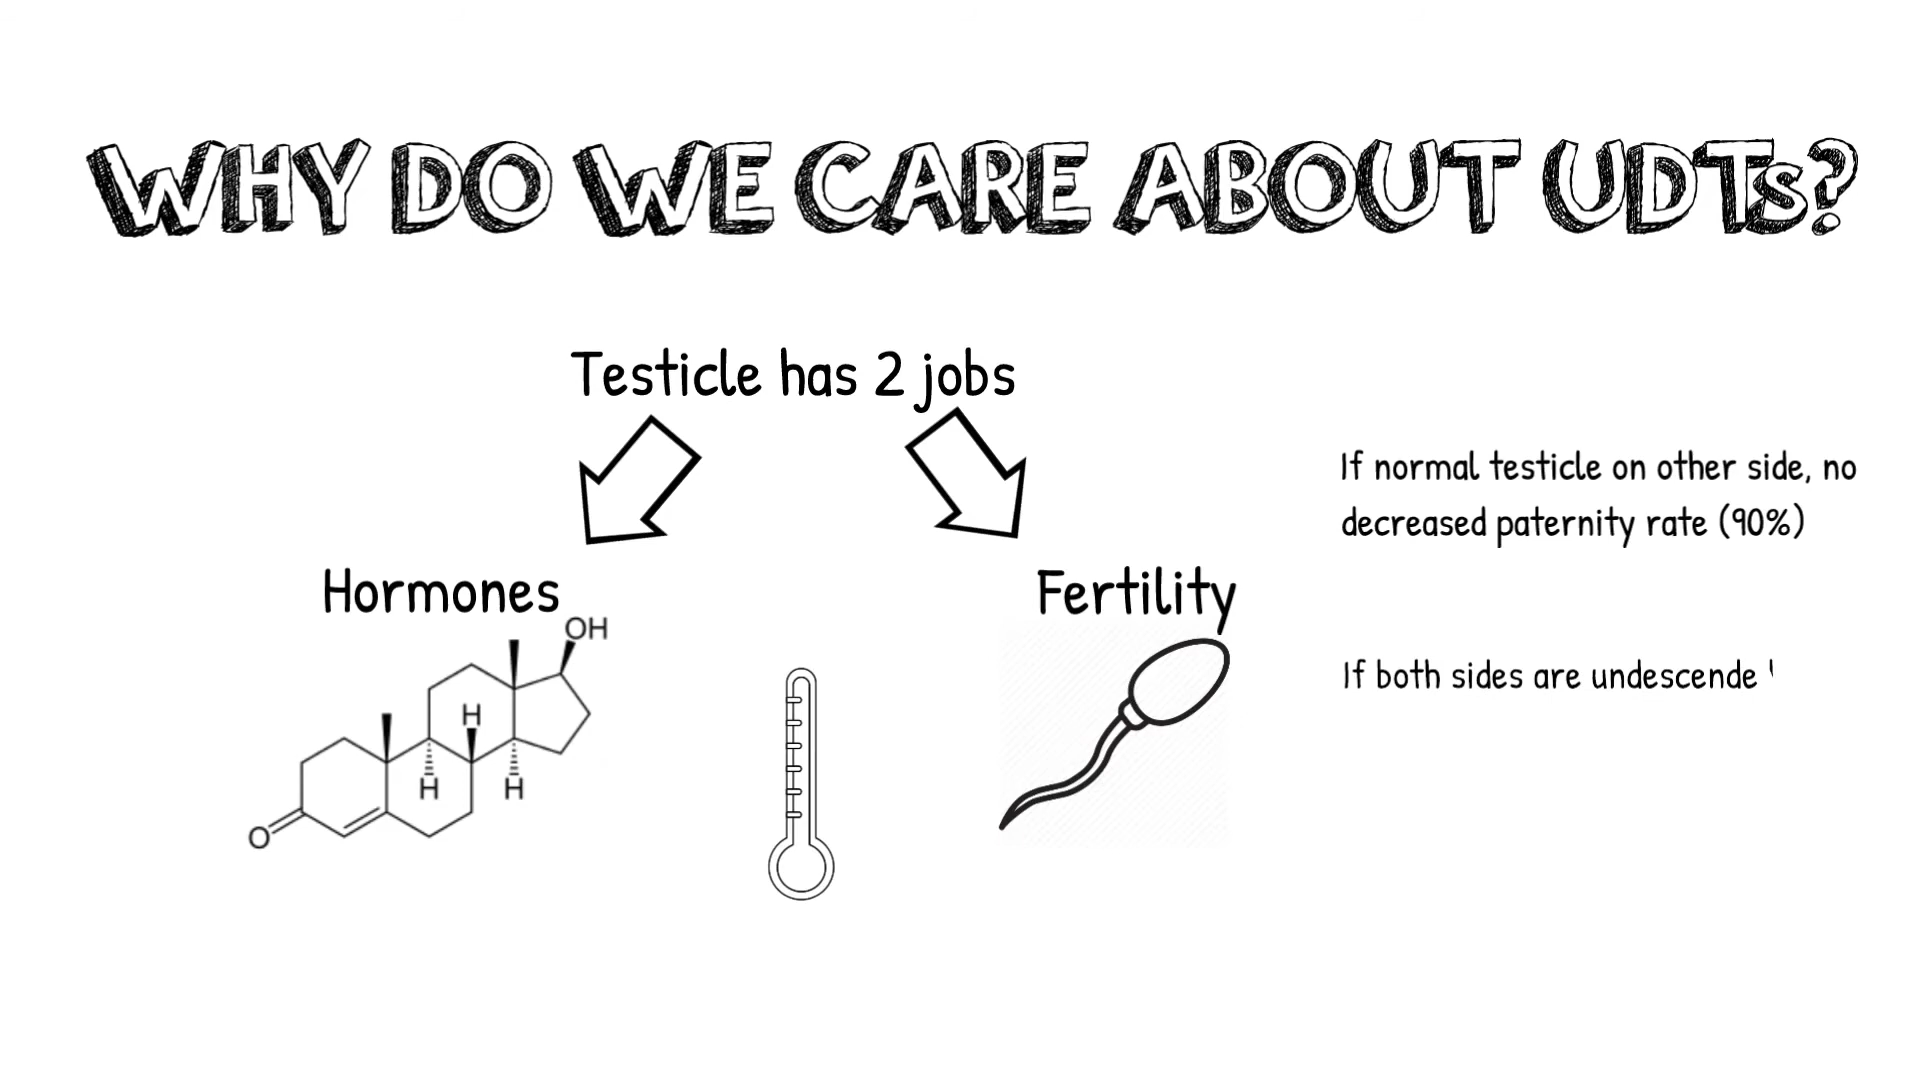 WHY DO WE CARE ABOUT UDTs?
Testicle has 2 jobs
If normal testicle on other side, no
decreased paternity rate (90%)
Hormones
Fertility
OH
If both sides are undescende
H
H
H
O